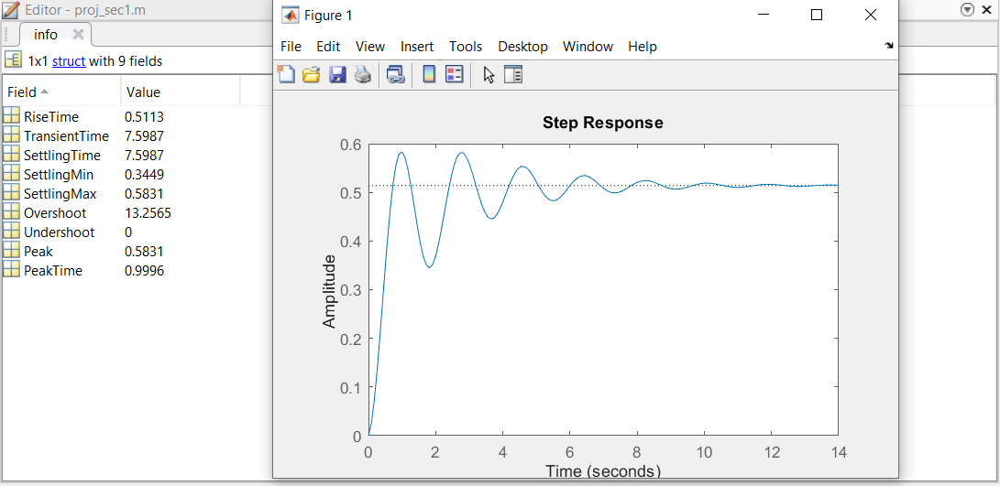 Editor - proj_sec1.m
info
1x1 struct with 9 fields
Field Value
RiseTime 0.5113
TransientTime 7.5987
SettlingTime 7.5987
SettlingMin 0.3449
SettlingMax 0.5831
Overshoot 13.2565
Undershoot 0
Peak 0.5831
PeakTime 0.9996
Figure 1
File Edit View Insert Tools Desktop Window Help
Step Response
Amplitude
0.6
0.5
0.4
0.3
0.2
0.1
0
0 2 4 6 8 10 12 14
Time (seconds)